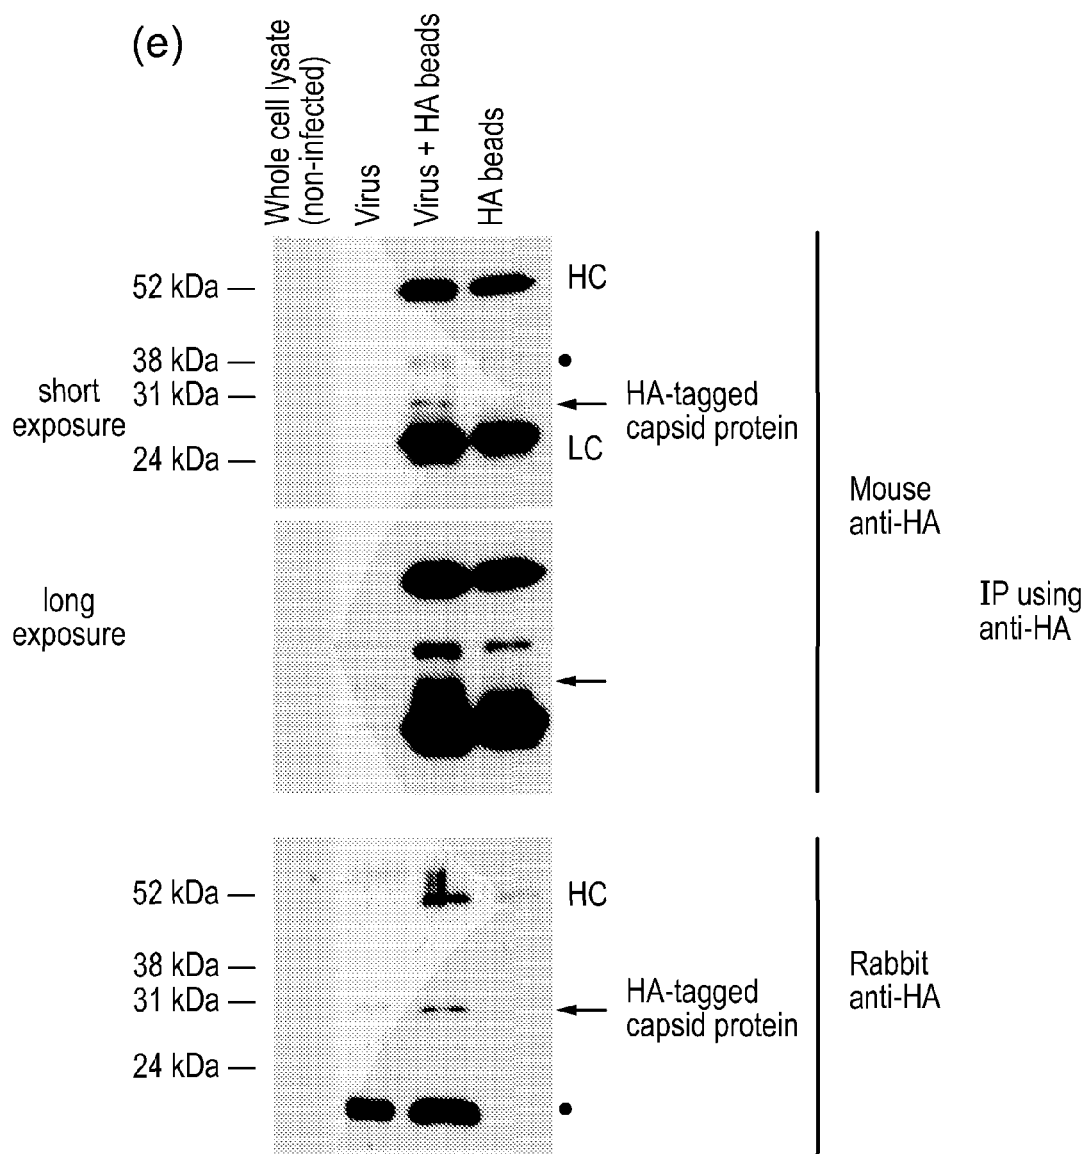 (e)
Whole cell lysate
(non-infected)
Virus
Virus + HA beads
HA beads
52 kDa
HC
38 kDa
31 kDa
short
exposure
HA-tagged
capsid protein
24 kDa
LC
Mouse
anti-HA
long
exposure
IP using
anti-HA
52 kDa
HC
38 kDa
31 kDa
HA-tagged
capsid protein
Rabbit
anti-HA
24 kDa